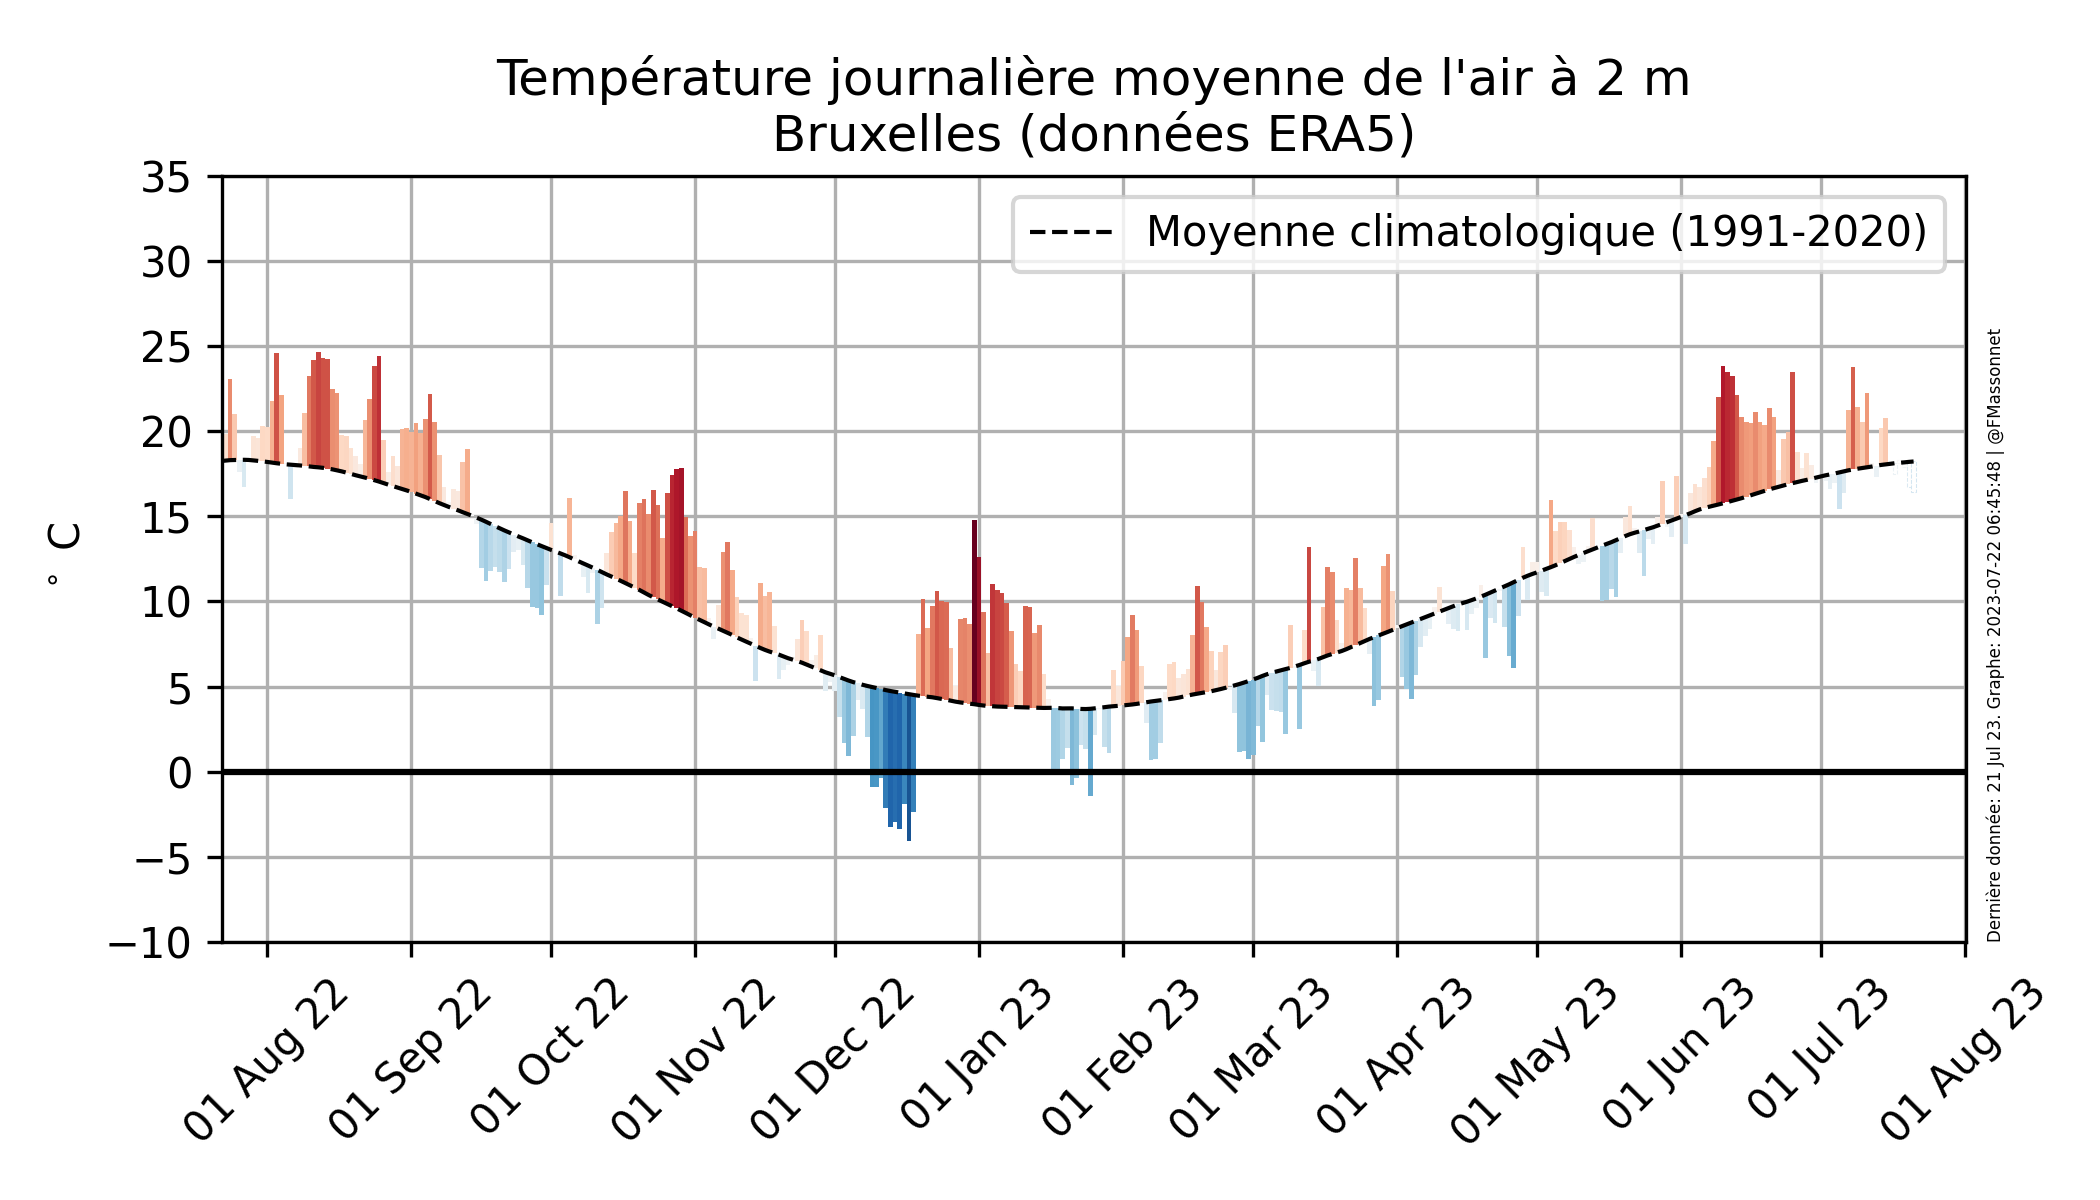 Température journalière moyenne de l'air à 2 m
Bruxelles (données ERA5)
35
30
25
20
15
10
5
0
−5
−10
° C
Moyenne climatologique (1991-2020)
01 Aug 22
01 Sep 22
01 Oct 22
01 Nov 22
01 Dec 22
01 Jan 23
01 Feb 23
01 Mar 23
01 Apr 23
01 May 23
01 Jun 23
01 Jul 23
01 Aug 23
Dernière donnée: 21 Jul 23. Graphe: 2023-07-22 06:45:48 | @FMassonnet